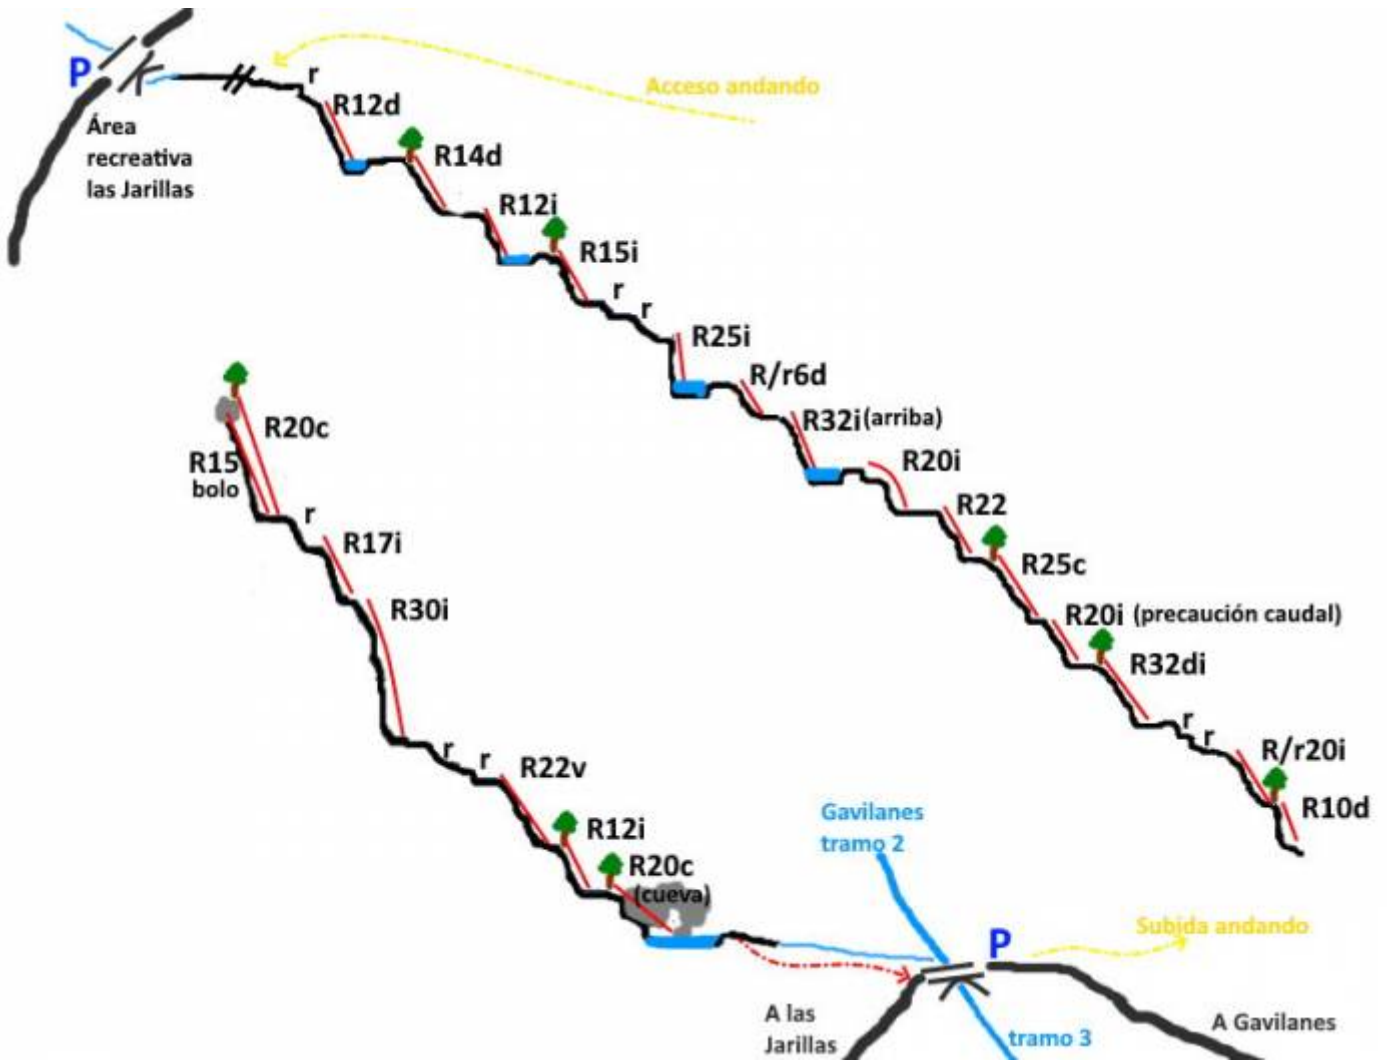 P
Área
recreativa
las Jarillas
r
R12d
Acceso andando
R14d
R12i
R15i
r
r
R25i
R/r6d
R32i (arriba)
R20i
R22
R25c
R20i (precaución caudal)
R32di
r
r
R/r20i
R10d
R20c
R15
bolo
r
R17i
R30i
r
r
R22v
R12i
R20c
(cueva)
Gavilanes
tramo 2
P
Subida andando
A las
Jarillas
tramo 3
A Gavilanes